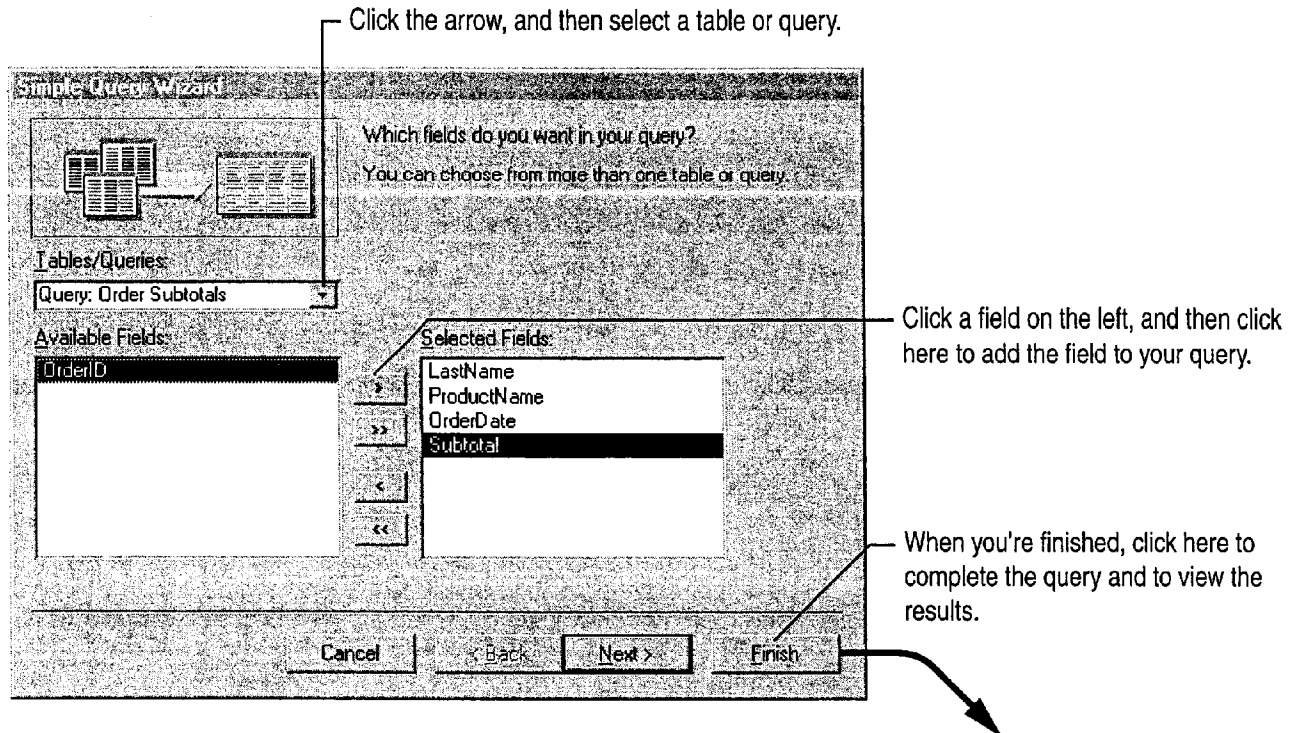 Click the arrow, and then select a table or query.
Simple Query Wizard
Which fields do you want in your query?
You can choose from more than one table or query.
Tables/Queries:
Query: Order Subtotals
Available Fields:
Selected Fields:
OrderID
LastName
ProductName
OrderDate
Subtotal
>
>>
<
<<
Click a field on the left, and then click
here to add the field to your query.
When you're finished, click here to
complete the query and to view the
results.
Cancel
< Back
Next >
Finish